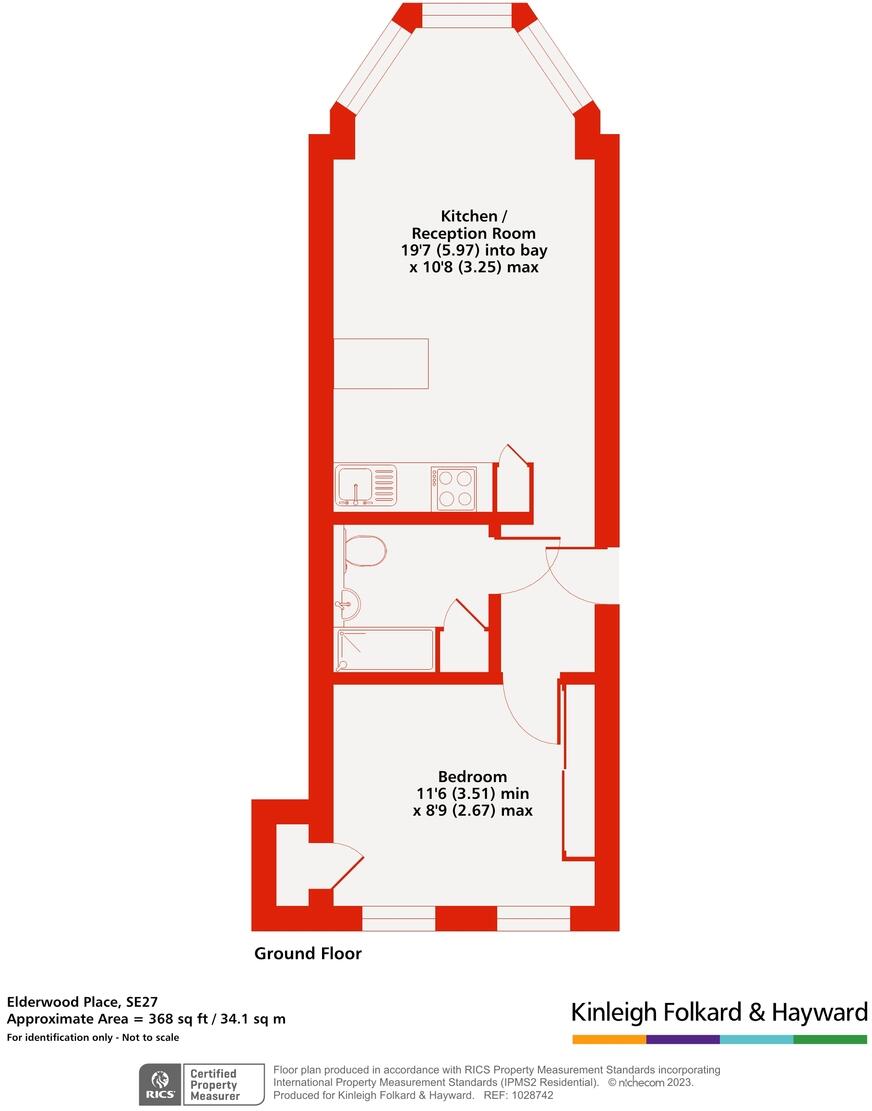 Kitchen /
Reception Room
19'7 (5.97) into bay
x 10'8 (3.25) max
Bedroom
11'6 (3.51) min
x 8'9 (2.67) max
Ground Floor
Elderwood Place, SE27
Approximate Area = 368 sq ft / 34.1 sq m
For identification only - Not to scale
Kinleigh Folkard & Hayward
RICS
Certified
Property
Measurer
Floor plan produced in accordance with RICS Property Measurement Standards incorporating
International Property Measurement Standards (IPMS2 Residential). © nichecom 2023.
Produced for Kinleigh Folkard & Hayward. REF: 1028742